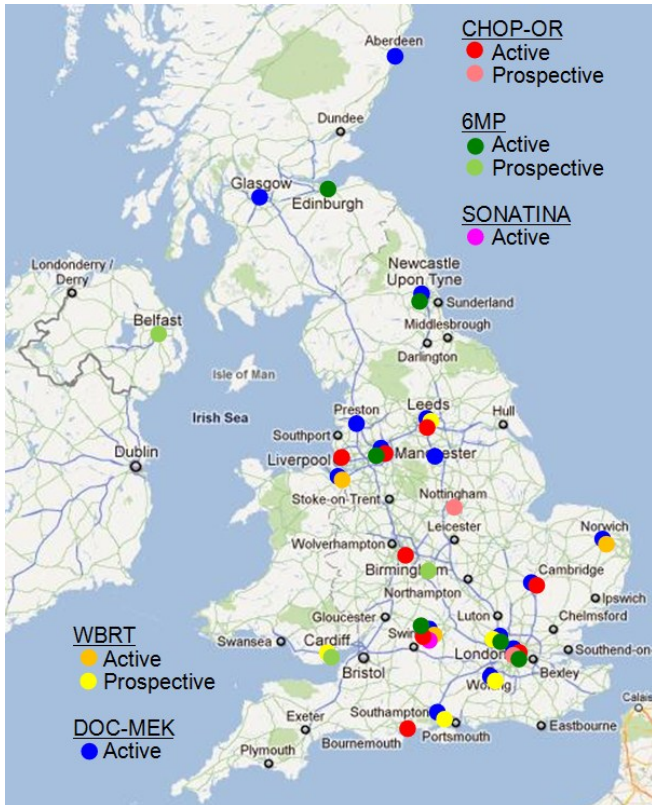 CHOP-OR
Active
Prospective
6MP
Active
Prospective
SONATINA
Active
Aberdeen
Dundee
Glasgow
Edinburgh
Londonderry /
Derry
Newcastle
Upon Tyne
Sunderland
Belfast
Middlesbrough
Darlington
Isle of Man
Irish Sea
Preston
Leeds
Hull
Southport
Dublin
Liverpool
Manchester
Stoke-on-Trent
Nottingham
Leicester
Norwich
Wolverhampton
Birmingham
Cambridge
Northampton
Ipswich
Gloucester
Luton
Chelmsford
WBRT
Active
Prospective
Swansea
Cardiff
Swin
London
Southend-on
Bristol
Bexley
Woking
Calais
DOC-MEK
Active
Southampton
Portsmouth
Exeter
Bournemouth
Eastbourne
Plymouth